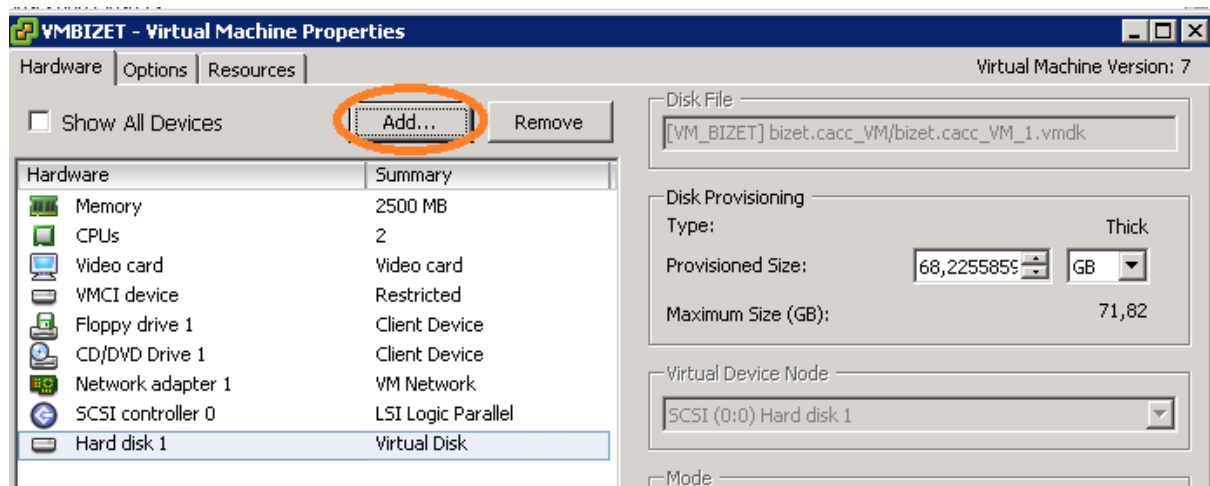 VMBIZET - Virtual Machine Properties
Hardware Options Resources
Virtual Machine Version: 7
Show All Devices
Add...
Remove
Hardware Summary
Memory 2500 MB
CPUs 2
Video card Video card
VMCI device Restricted
Floppy drive 1 Client Device
CD/DVD Drive 1 Client Device
Network adapter 1 VM Network
SCSI controller 0 LSI Logic Parallel
Hard disk 1 Virtual Disk
Disk File
[VM_BIZET] bizet.cacc_VM/bizet.cacc_VM_1.vmdk
Disk Provisioning
Type: Thick
Provisioned Size: 68,2255859 GB
Maximum Size (GB): 71,82
Virtual Device Node
SCSI (0:0) Hard disk 1
Mode